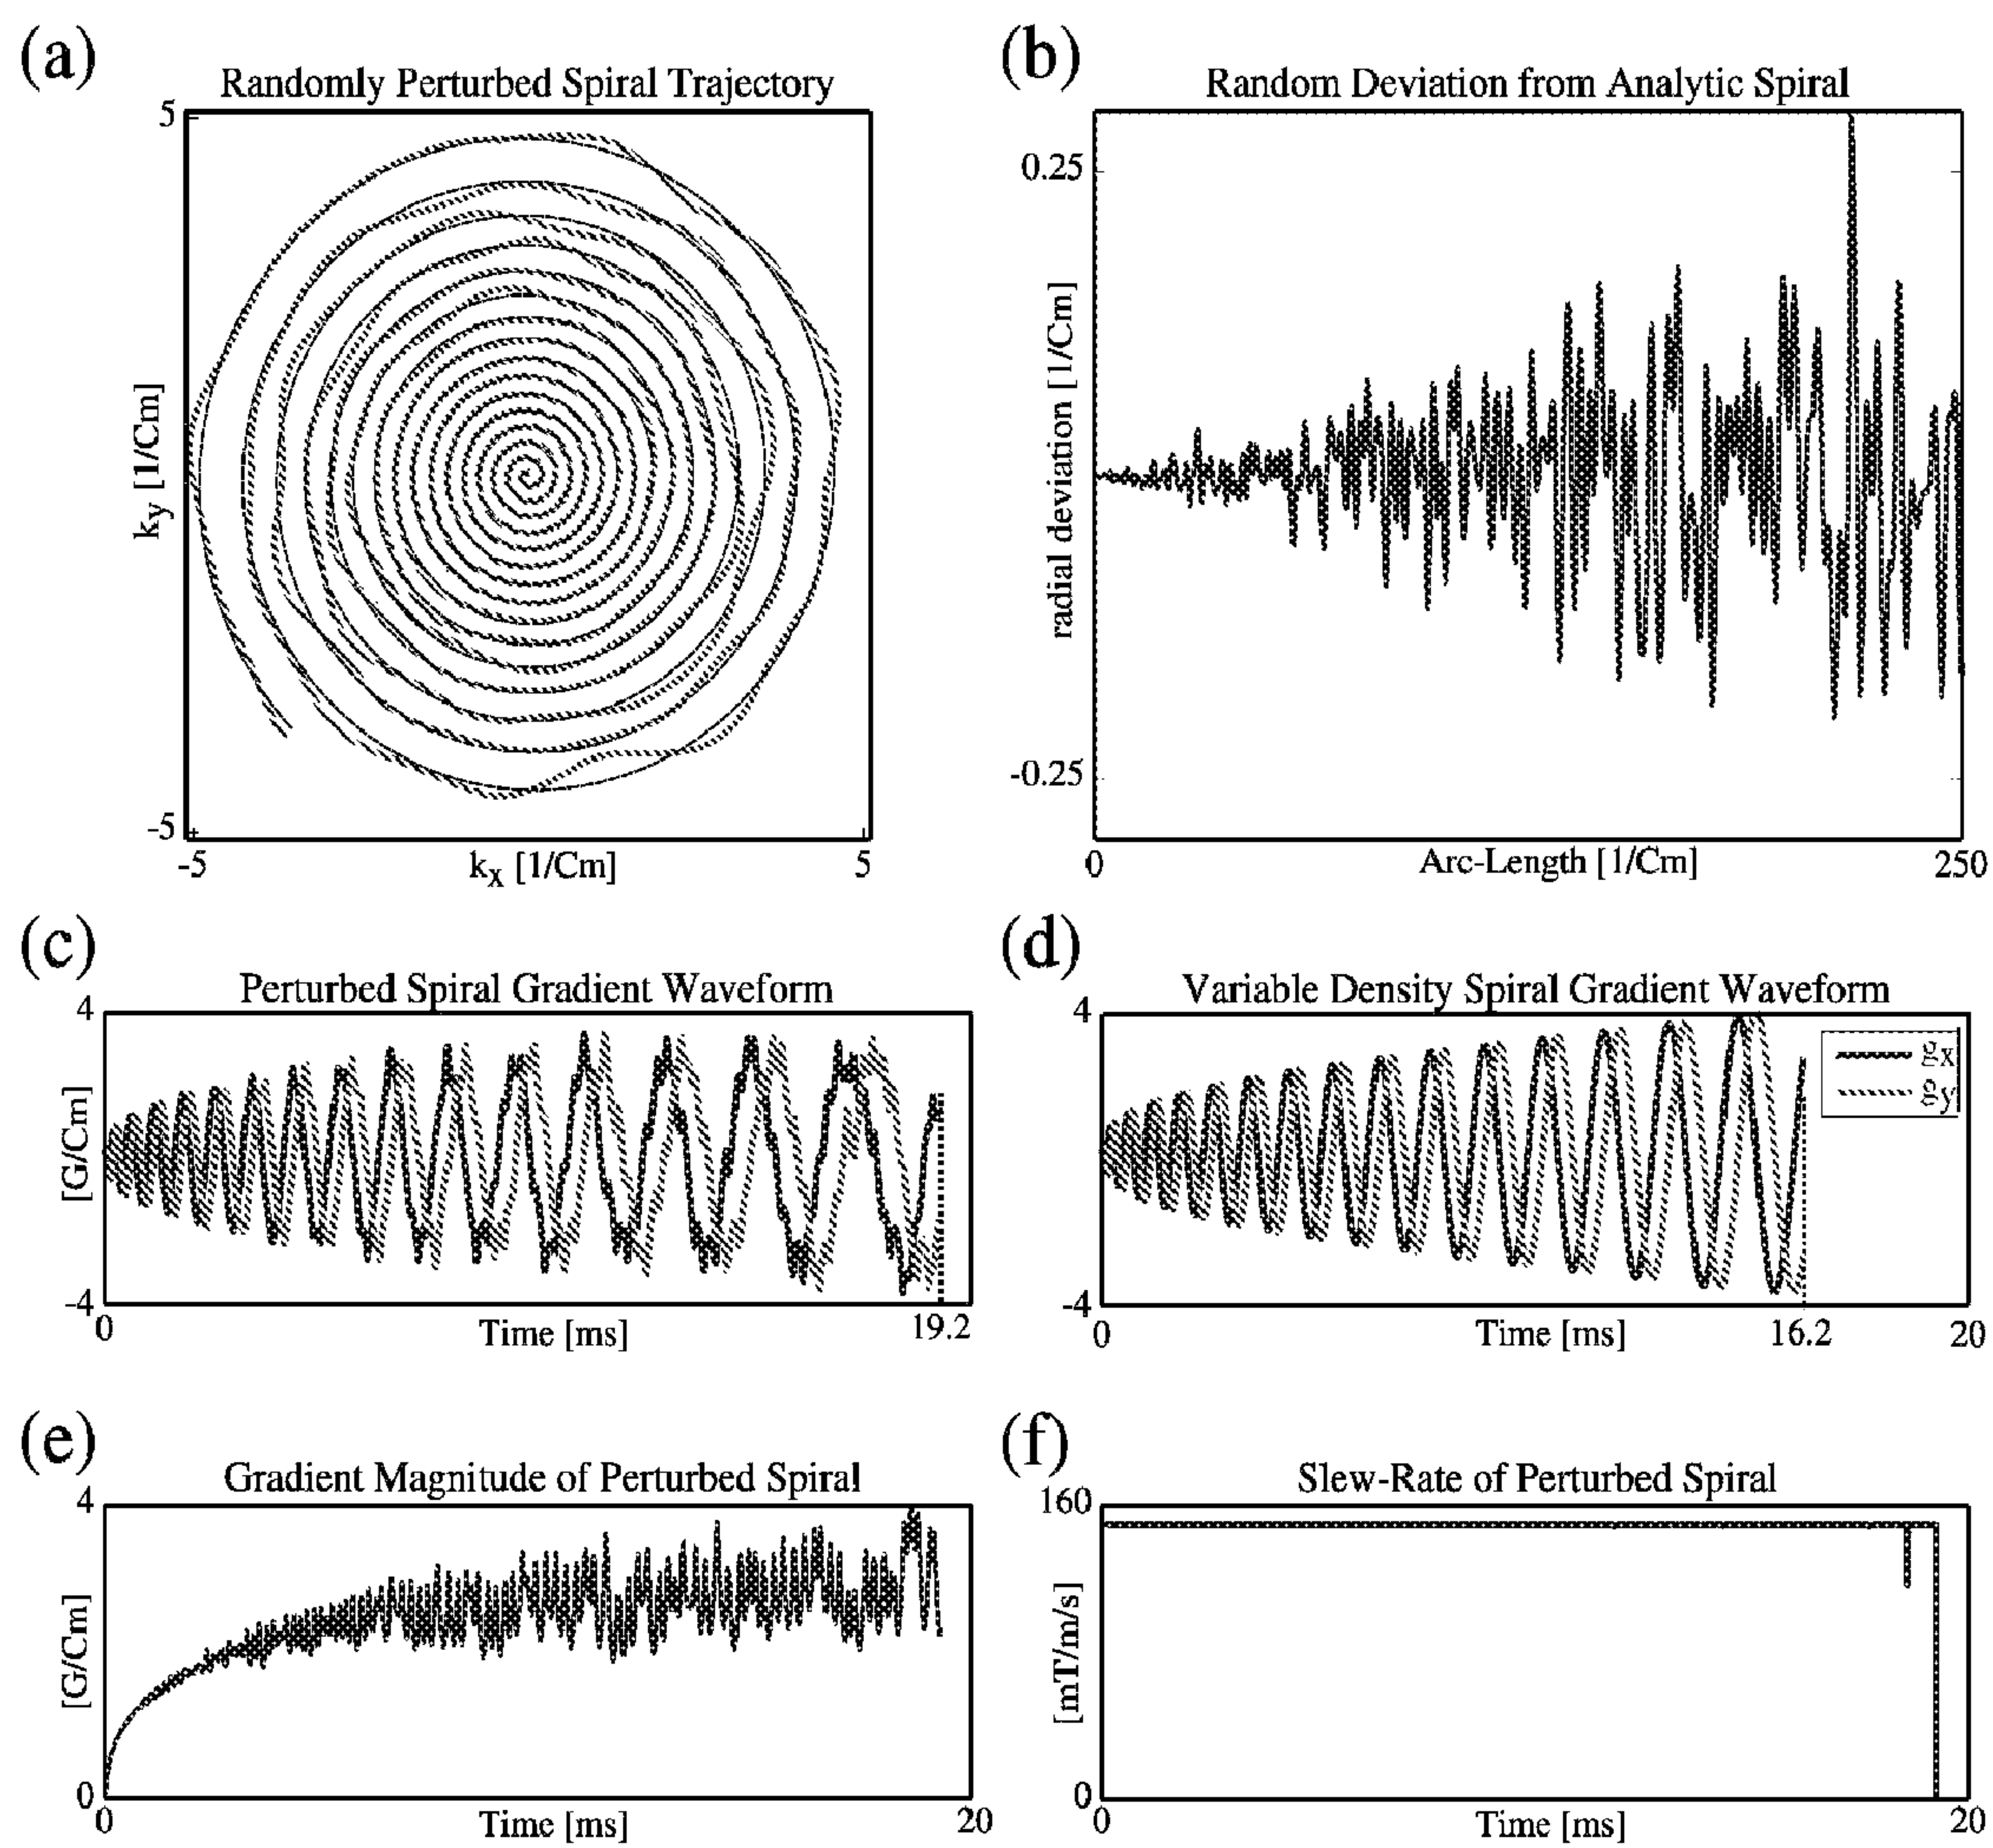 (a)
Randomly Perturbed Spiral Trajectory
5
ky [1/Cm]
-5
-5
kx [1/Cm]
5
(b)
Random Deviation from Analytic Spiral
0.25
radial deviation [1/Cm]
-0.25
0
Arc-Length [1/Cm]
250
(c)
Perturbed Spiral Gradient Waveform
4
[G/Cm]
-4
0
Time [ms]
19.2
(d)
Variable Density Spiral Gradient Waveform
4
gx
gy
-4
0
Time [ms]
16.2
20
(e)
Gradient Magnitude of Perturbed Spiral
4
[G/Cm]
0
0
Time [ms]
20
(f)
Slew-Rate of Perturbed Spiral
160
[mT/m/s]
0
0
Time [ms]
20